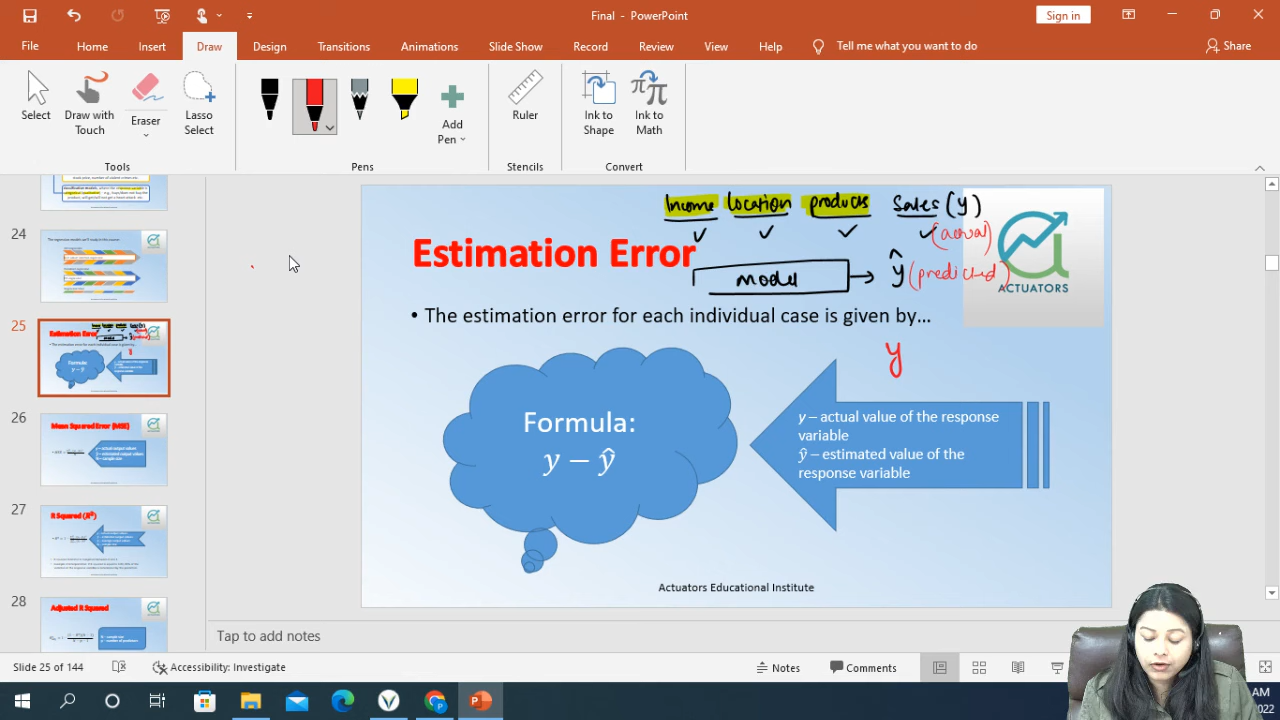 Final - PowerPoint
Sign in
File Home Insert Draw Design Transitions Animations Slide Show Record Review View Help Tell me what you want to do
Share
Select
Draw with Touch
Eraser
Lasso Select
Add Pen
Ruler
Ink to Shape
Ink to Math
Tools
Pens
Stencils
Convert
24
25
Estimation Error
26
Mean Squared Error (MSE)
27
R Squared (R²)
28
Adjusted R Squared
Income location products Sales (y)
(actual)
Estimation Error
model → ŷ (predicted)
ACTUATORS
• The estimation error for each individual case is given by…
y
Formula:
y − ŷ
y – actual value of the response
variable
ŷ – estimated value of the
response variable
Actuators Educational Institute
Tap to add notes
Slide 25 of 144
Accessibility: Investigate
Notes
Comments
AM
2022